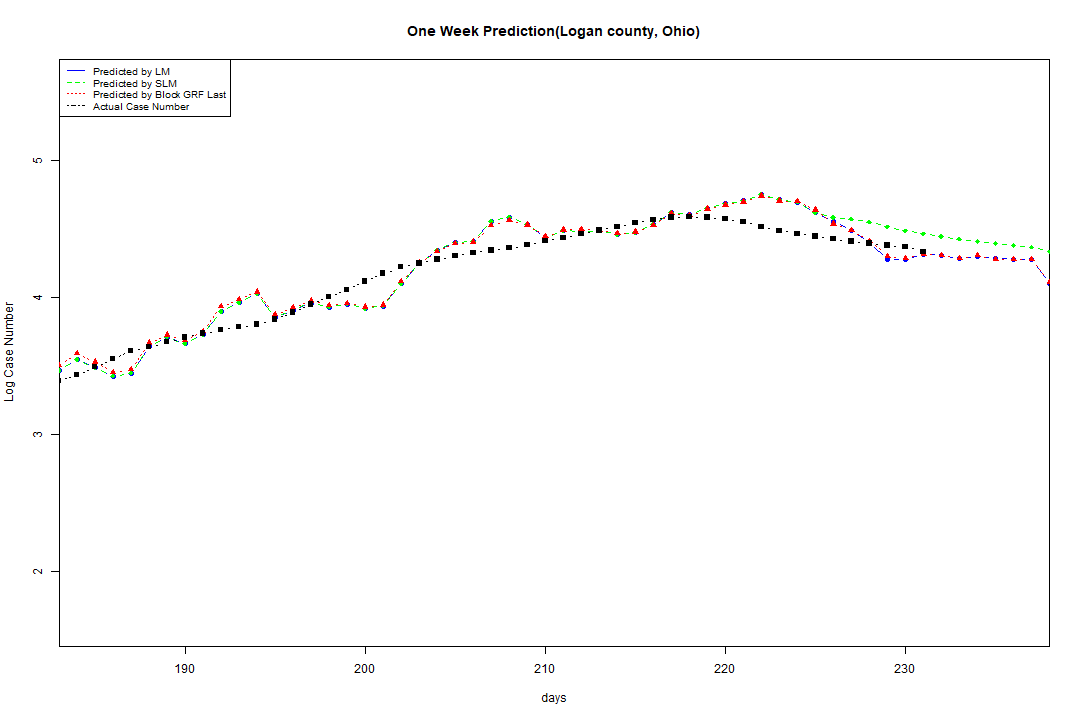 One Week Prediction(Logan county, Ohio)
Predicted by LM
Predicted by SLM
Predicted by Block GRF Last
Actual Case Number
5
4
3
2
Log Case Number
190 200 210 220 230
days